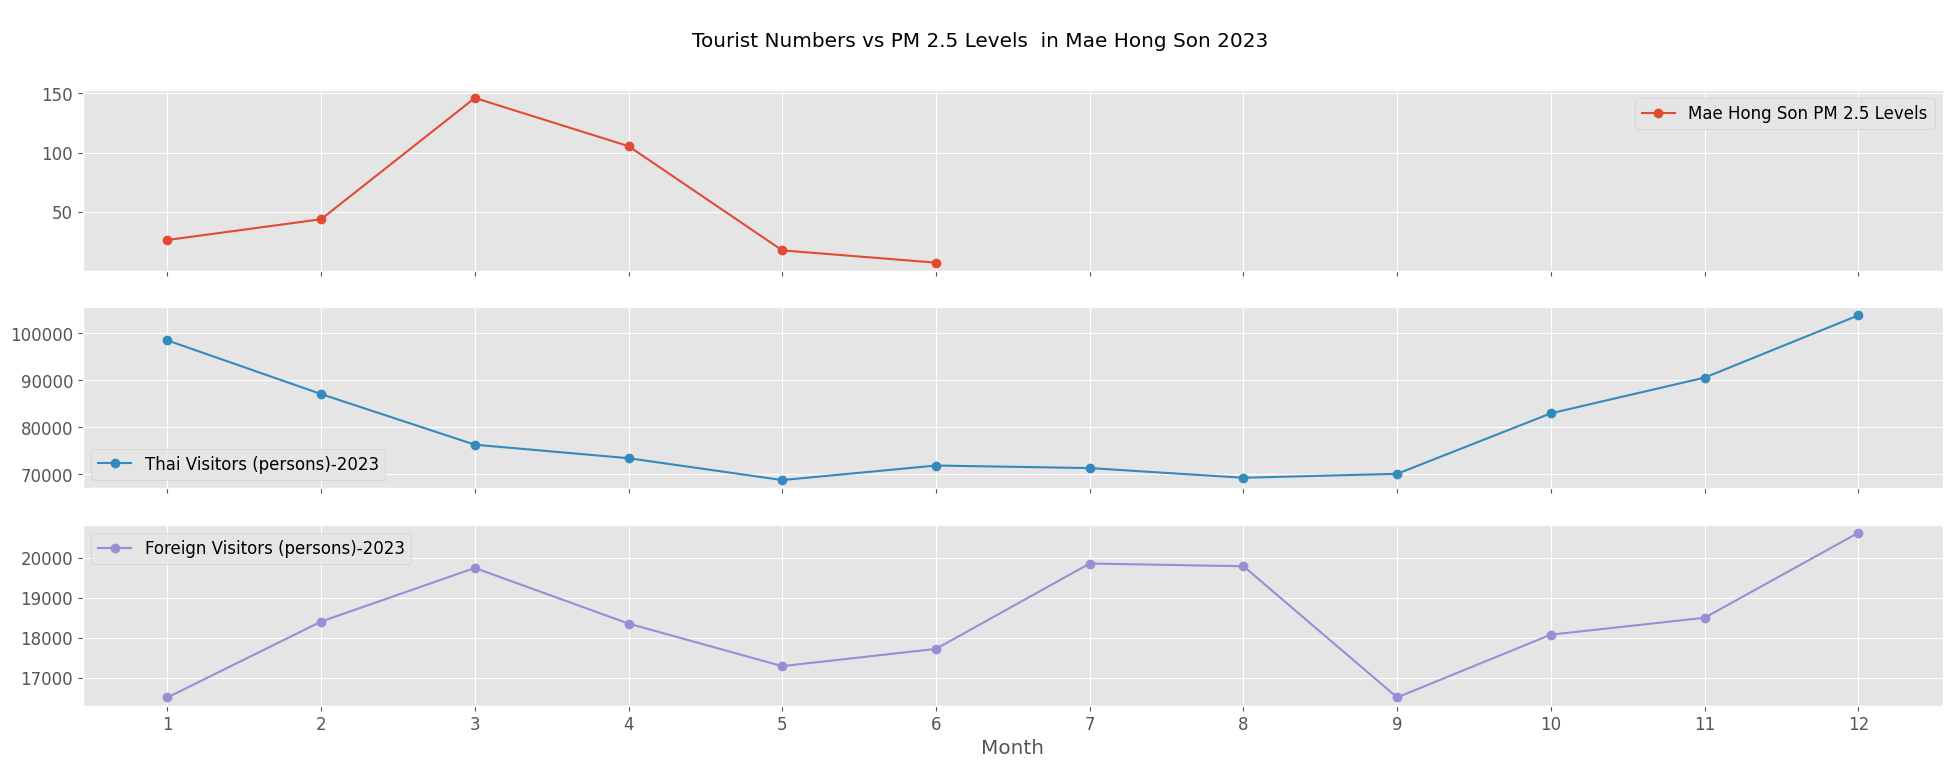 Tourist Numbers vs PM 2.5 Levels  in Mae Hong Son 2023
150
100
50
Mae Hong Son PM 2.5 Levels
100000
90000
80000
70000
Thai Visitors (persons)-2023
20000
19000
18000
17000
Foreign Visitors (persons)-2023
1 2 3 4 5 6 7 8 9 10 11 12
Month